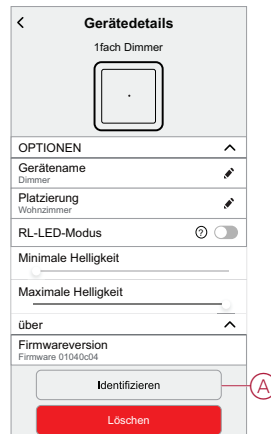 Gerätedetails
1fach Dimmer
OPTIONEN
Gerätename
Dimmer
Platzierung
Wohnzimmer
RL-LED-Modus ?
Minimale Helligkeit
Maximale Helligkeit
über
Firmwareversion
Firmware 01040c04
Identifizieren A
Löschen